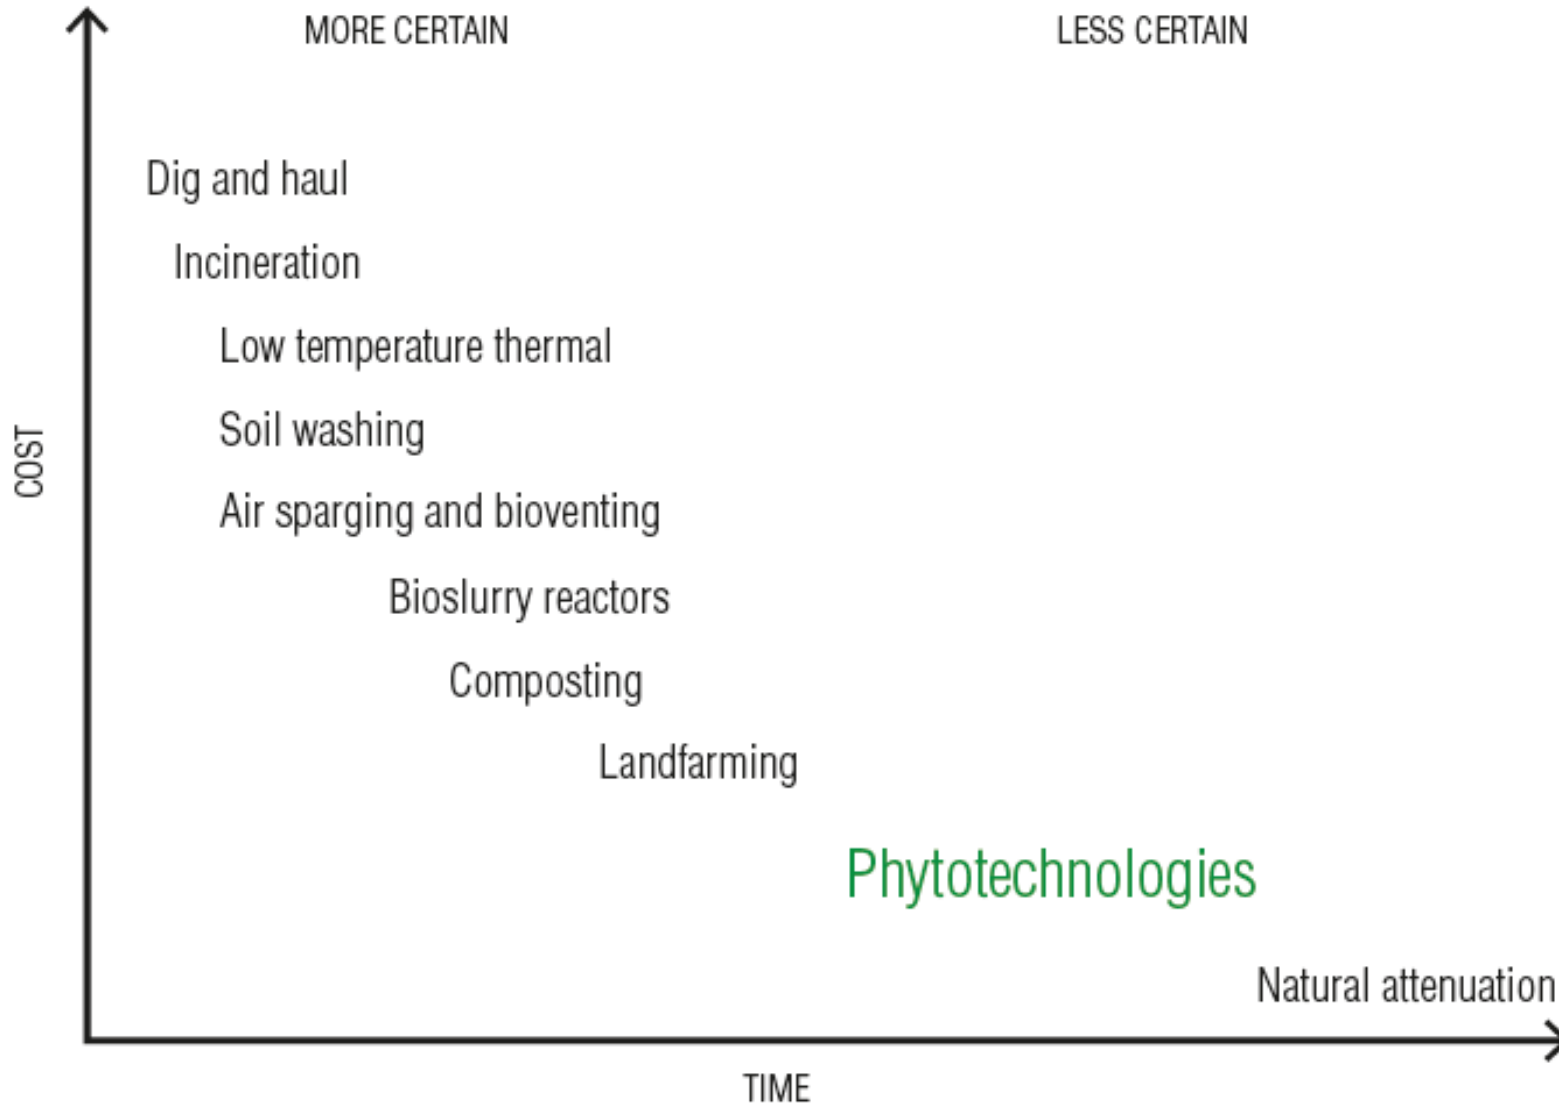 MORE CERTAIN
LESS CERTAIN
Dig and haul
Incineration
Low temperature thermal
Soil washing
Air sparging and bioventing
Bioslurry reactors
Composting
Landfarming
Phytotechnologies
Natural attenuation
COST
TIME